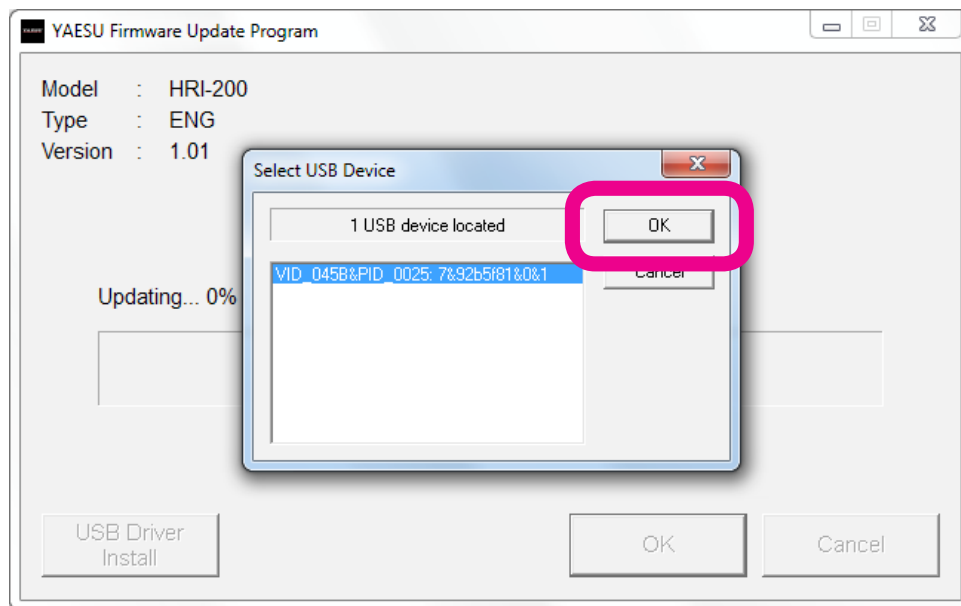 YAESU Firmware Update Program
Model : HRI-200
Type : ENG
Version : 1.01
Select USB Device
1 USB device located
OK
VID_045B&PID_0025: 7&92b5f81&0&1
Cancel
Updating... 0%
USB Driver
Install
OK
Cancel